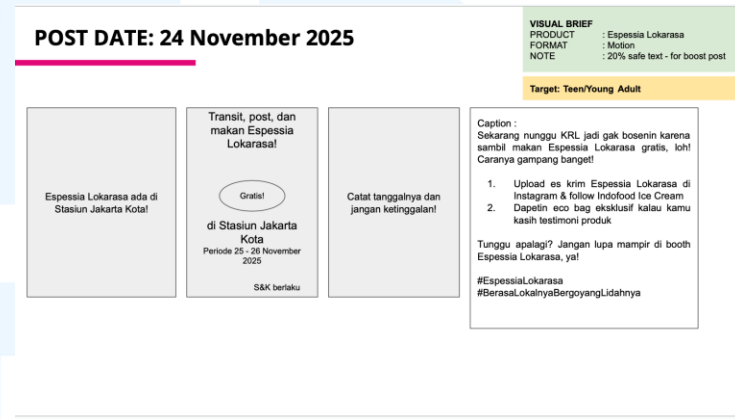 POST DATE: 24 November 2025
VISUAL BRIEF
PRODUCT : Espessia Lokarasa
FORMAT : Motion
NOTE : 20% safe text - for boost post
Target: Teen/Young Adult
Espessia Lokarasa ada di
Stasiun Jakarta Kota!
Transit, post, dan
makan Espessia
Lokarasa!
Gratis!
di Stasiun Jakarta
Kota
Periode 25 - 26 November
2025
S&K berlaku
Catat tanggalnya dan
jangan ketinggalan!
Caption :
Sekarang nunggu KRL jadi gak bosenin karena
sambil makan Espessia Lokarasa gratis, loh!
Caranya gampang banget!
1. Upload es krim Espessia Lokarasa di
Instagram & follow Indofood Ice Cream
2. Dapetin eco bag eksklusif kalau kamu
kasih testimoni produk
Tunggu apalagi? Jangan lupa mampir di booth
Espessia Lokarasa, ya!
#EspessiaLokarasa
#BerasaLokalnyaBergoyangLidahnya